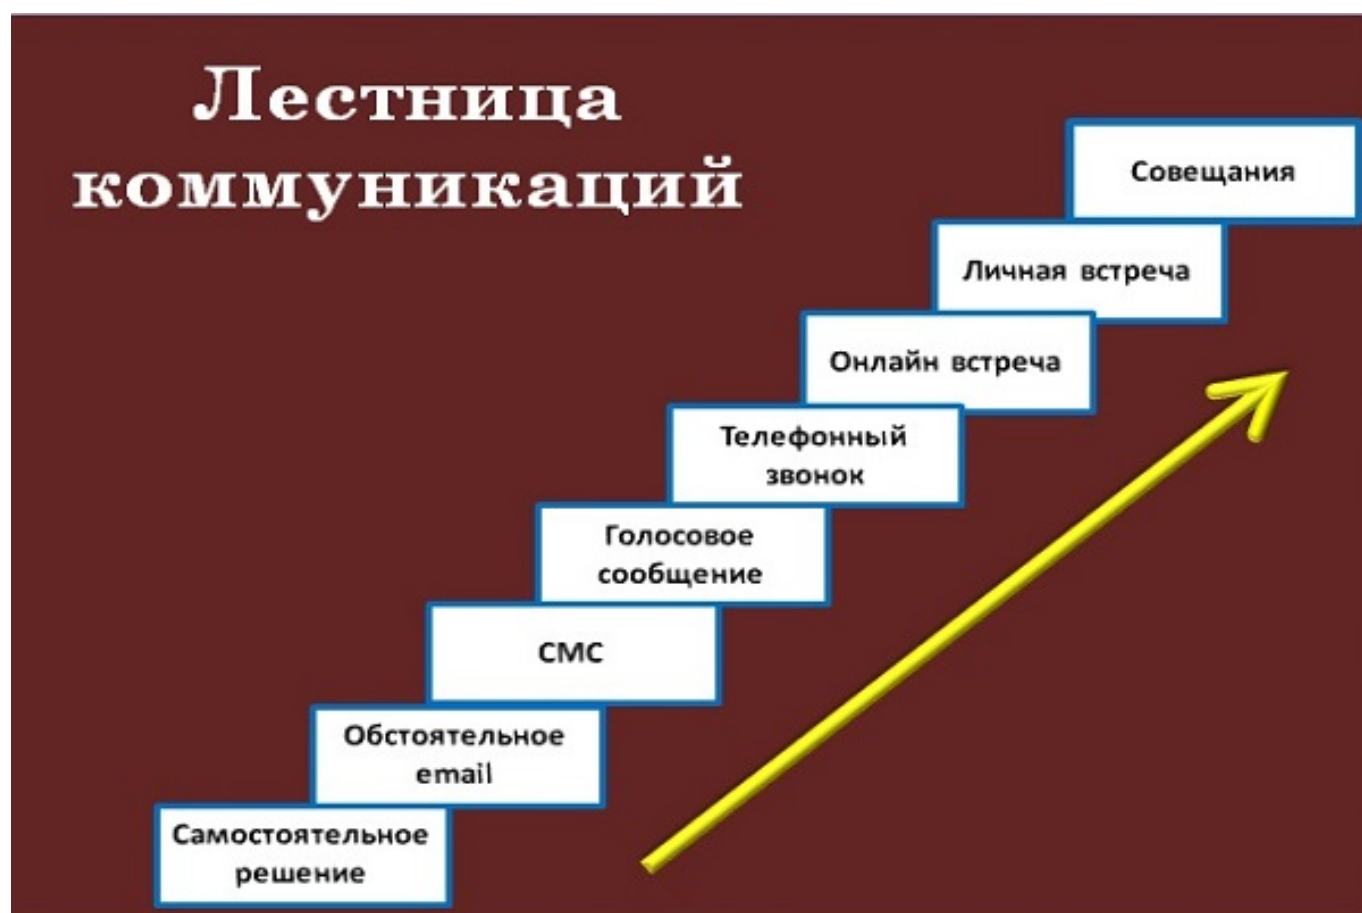 Лестница
коммуникаций
Совещания
Личная встреча
Онлайн встреча
Телефонный
звонок
Голосовое
сообщение
СМС
Обстоятельное
email
Самостоятельное
решение